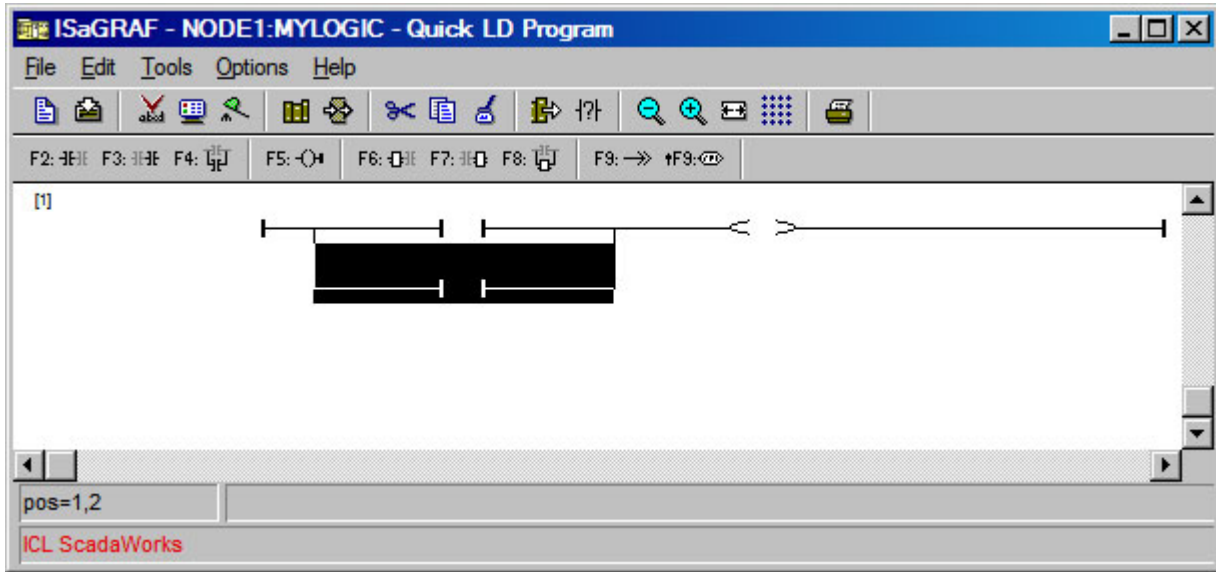 ISaGRAF - NODE1:MYLOGIC - Quick LD Program
File Edit Tools Options Help
abcd
F2: F3: F4: F5: F6: F7: F8: F9: F9:
[1]
pos=1,2
ICL ScadaWorks